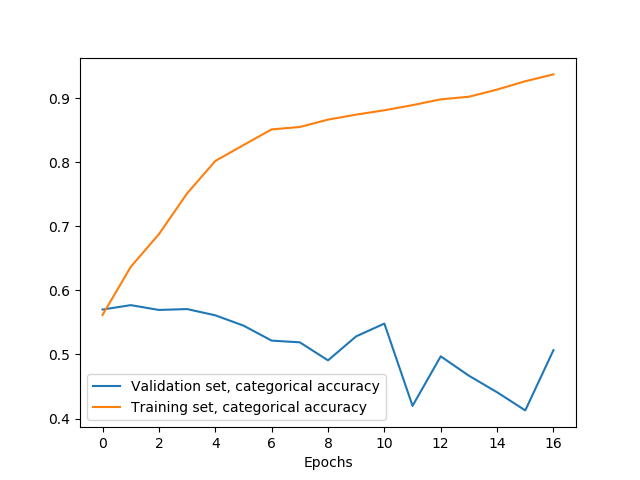 0.9
0.8
0.7
0.6
0.5
0.4
Validation set, categorical accuracy
Training set, categorical accuracy
0 2 4 6 8 10 12 14 16
Epochs